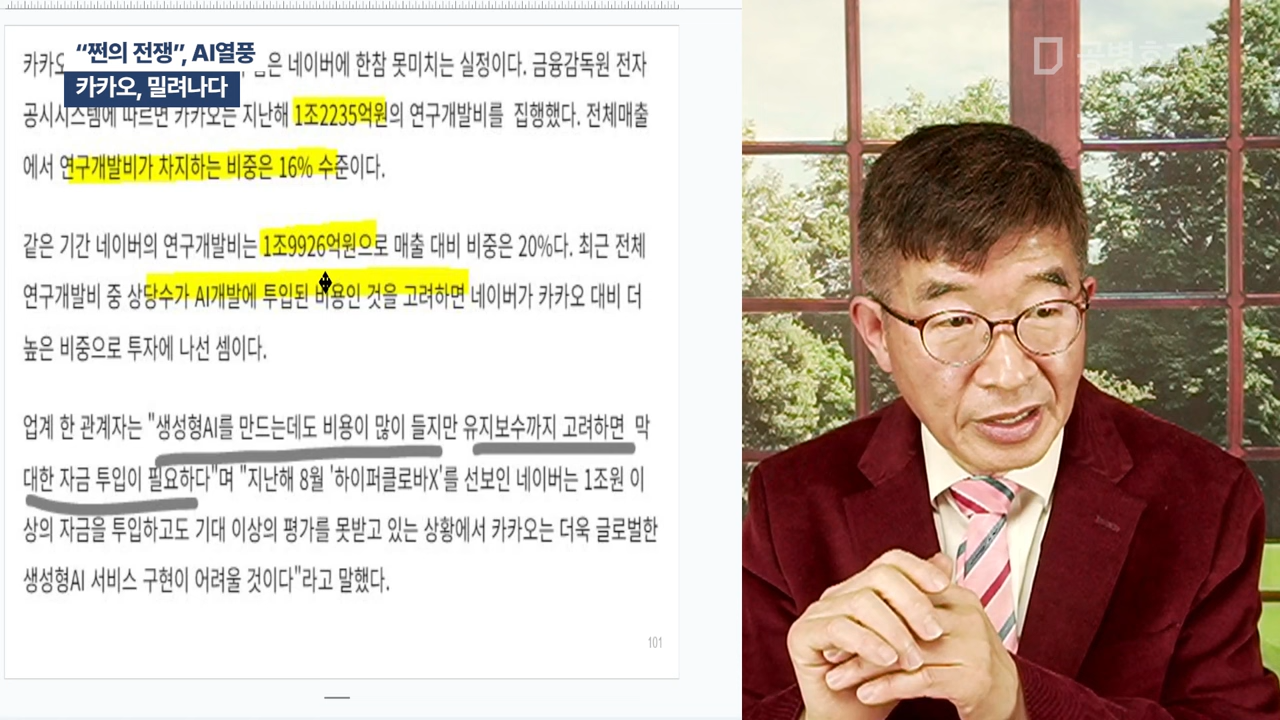 “쩐의 전쟁”, AI열풍
카카오, 밀려나다
은 네이버에 한참 못미치는 실정이다. 금융감독원 전자
공시시스템에 따르면 카카오는 지난해 1조2235억원의 연구개발비를 집행했다. 전체매출
에서 연구개발비가 차지하는 비중은 16% 수준이다.
같은 기간 네이버의 연구개발비는 1조9926억원으로 매출 대비 비중은 20%다. 최근 전체
연구개발비 중 상당수가 AI개발에 투입된 비용인 것을 고려하면 네이버가 카카오 대비 더
높은 비중으로 투자에 나선 셈이다.
업계 한 관계자는 "생성형AI를 만드는데도 비용이 많이 들지만 유지보수까지 고려하면 막
대한 자금 투입이 필요하다"며 "지난해 8월 '하이퍼클로바X'를 선보인 네이버는 1조원 이
상의 자금을 투입하고도 기대 이상의 평가를 못받고 있는 상황에서 카카오는 더욱 글로벌한
생성형AI 서비스 구현이 어려울 것이다"라고 말했다.
101